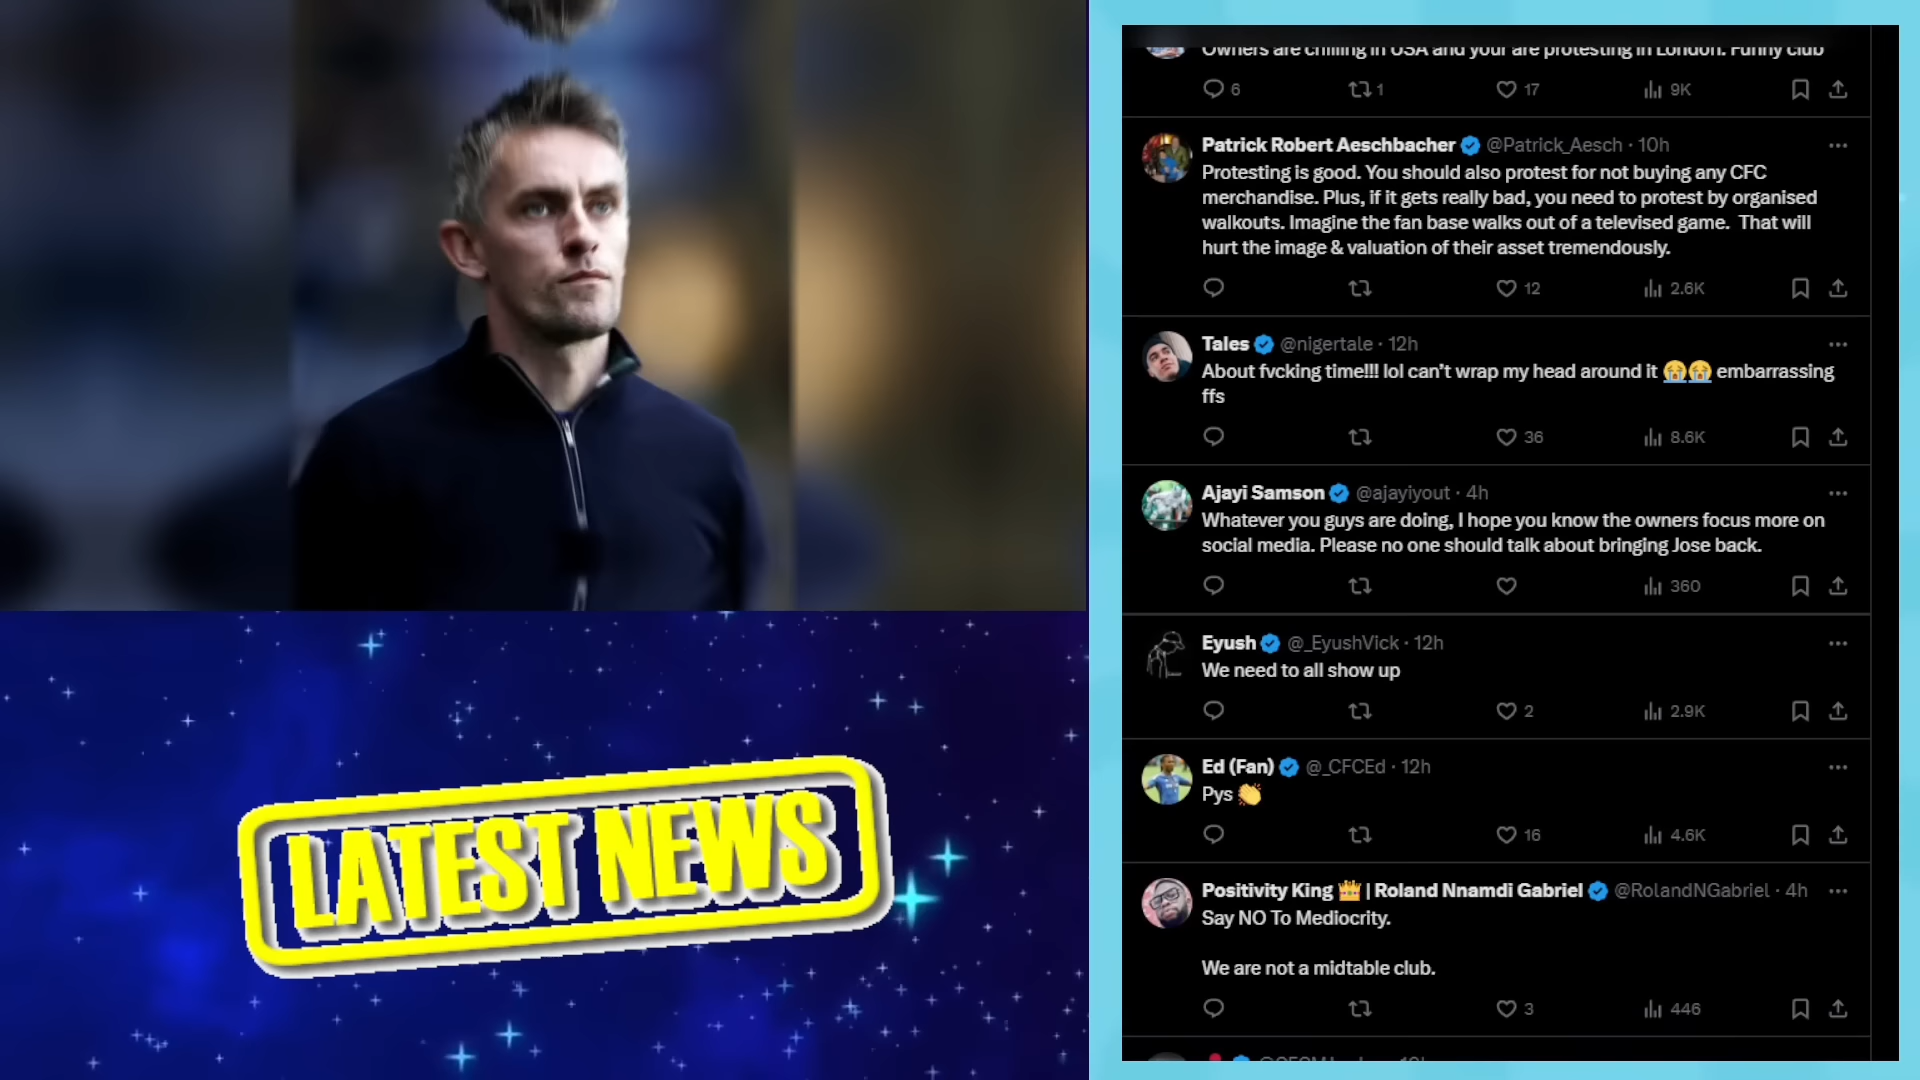 LATEST NEWS
Owners are chilling in USA and your are protesting in London. Funny club
6 1 17 9K
Patrick Robert Aeschbacher @Patrick_Aesch · 10h
Protesting is good. You should also protest for not buying any CFC
merchandise. Plus, if it gets really bad, you need to protest by organised
walkouts. Imagine the fan base walks out of a televised game. That will
hurt the image & valuation of their asset tremendously.
12 2.6K
Tales @nigertale · 12h
About fvcking time!!! lol can't wrap my head around it 😭😭 embarrassing
ffs
36 8.6K
Ajayi Samson @ajayiyout · 4h
Whatever you guys are doing, I hope you know the owners focus more on
social media. Please no one should talk about bringing Jose back.
360
Eyush @_EyushVick · 12h
We need to all show up
2 2.9K
Ed (Fan) @_CFCEd · 12h
Pys 👏
16 4.6K
Positivity King 👑 | Roland Nnamdi Gabriel @RolandNGabriel · 4h
Say NO To Mediocrity.
We are not a midtable club.
3 446